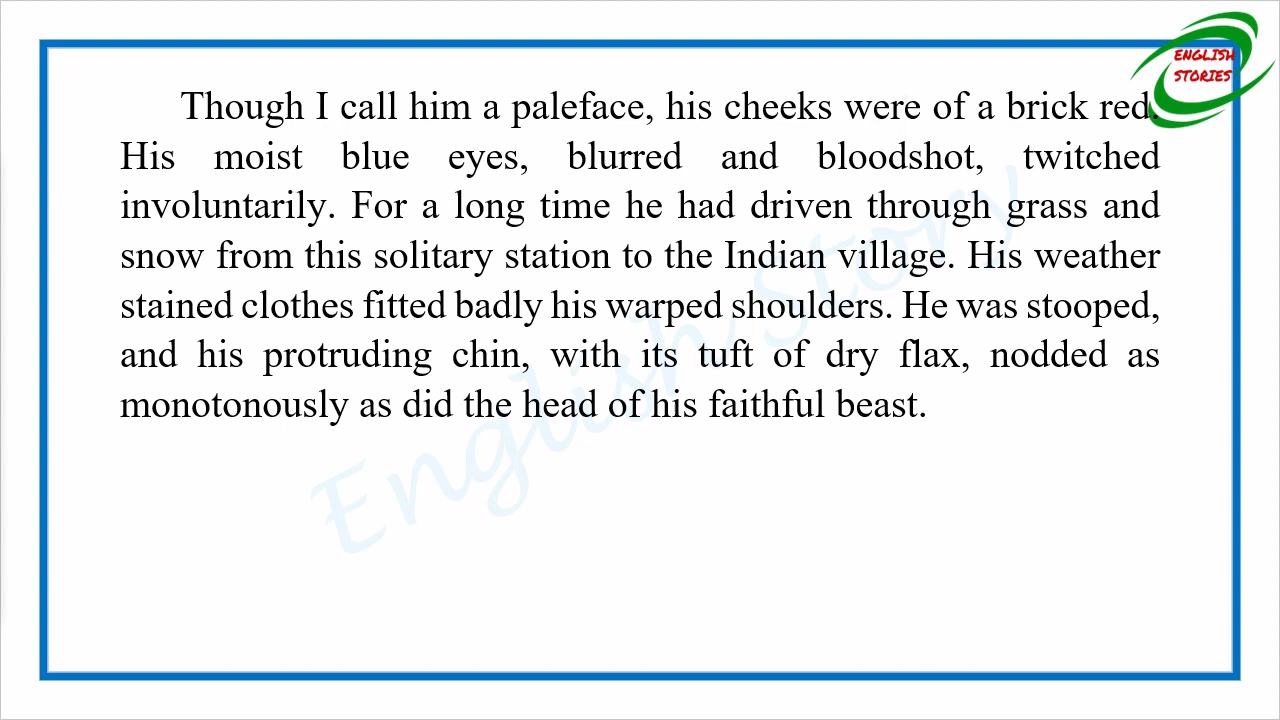 ENGLISH
STORIES
Though I call him a paleface, his cheeks were of a brick red.
His moist blue eyes, blurred and bloodshot, twitched
involuntarily. For a long time he had driven through grass and
snow from this solitary station to the Indian village. His weather
stained clothes fitted badly his warped shoulders. He was stooped,
and his protruding chin, with its tuft of dry flax, nodded as
monotonously as did the head of his faithful beast.
English Story